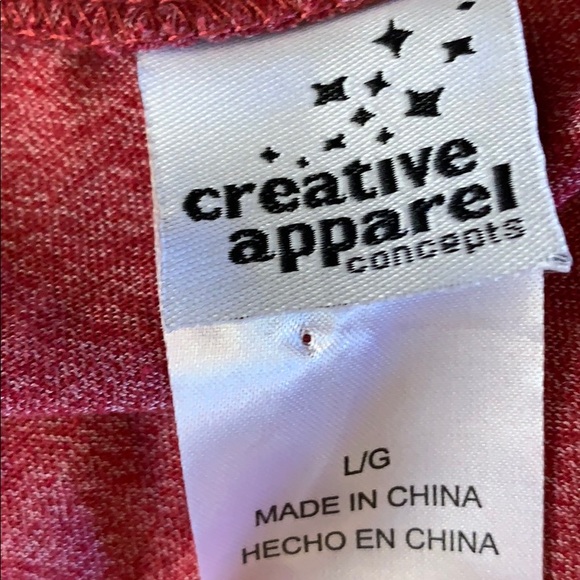 creative
apparel
concepts
L/G
MADE IN CHINA
HECHO EN CHINA